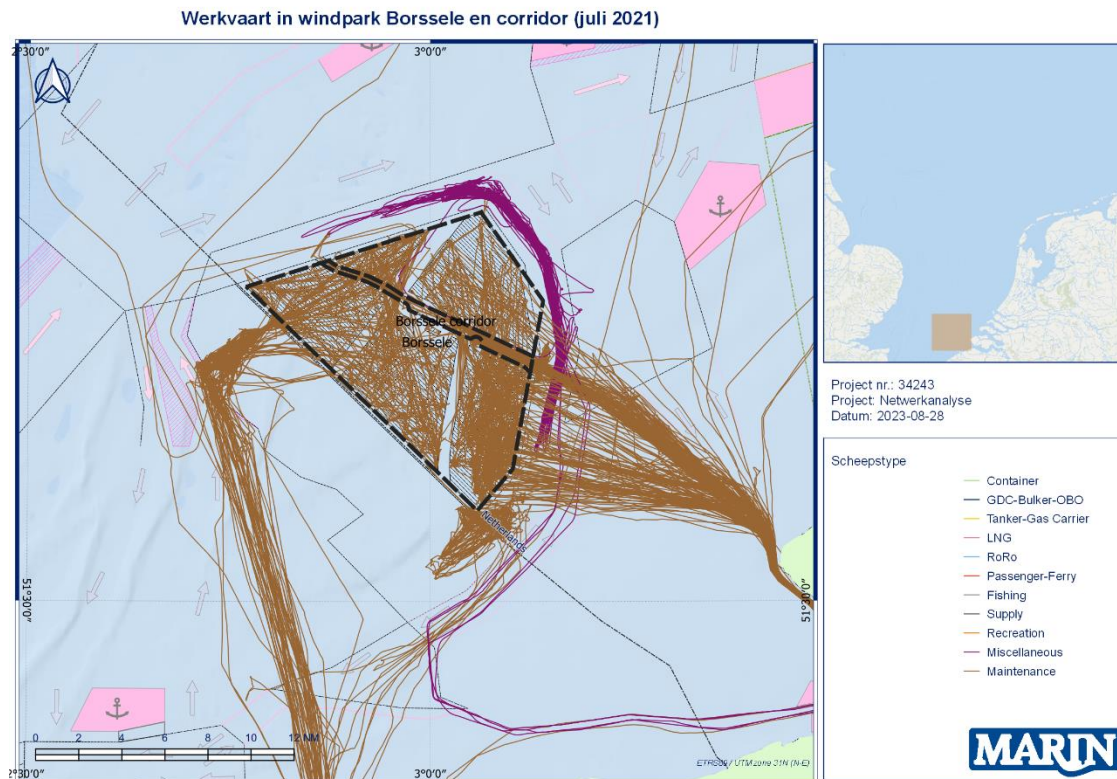 Werkvaart in windpark Borssele en corridor (juli 2021)
2°30'0"
3°0'0"
Borssele corridor
Borssele
Netherlands
51°30'0"
51°30'0"
0 2 4 6 8 10 12 NM
ETRS89 / UTM zone 31N (N-E)
2°30'0"
3°0'0"
Project nr.: 34243
Project: Netwerkanalyse
Datum: 2023-08-28
Scheepstype
Container
GDC-Bulker-OBO
Tanker-Gas Carrier
LNG
RoRo
Passenger-Ferry
Fishing
Supply
Recreation
Miscellaneous
Maintenance
MARIN